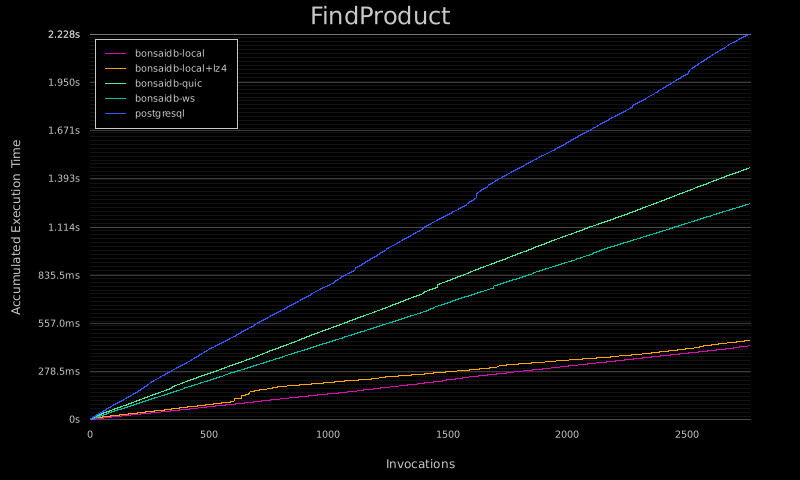 FindProduct
2.228s
1.950s
1.671s
1.393s
1.114s
835.5ms
557.0ms
278.5ms
0s
Accumulated Execution Time
bonsaidb-local
bonsaidb-local+lz4
bonsaidb-quic
bonsaidb-ws
postgresql
0 500 1000 1500 2000 2500
Invocations